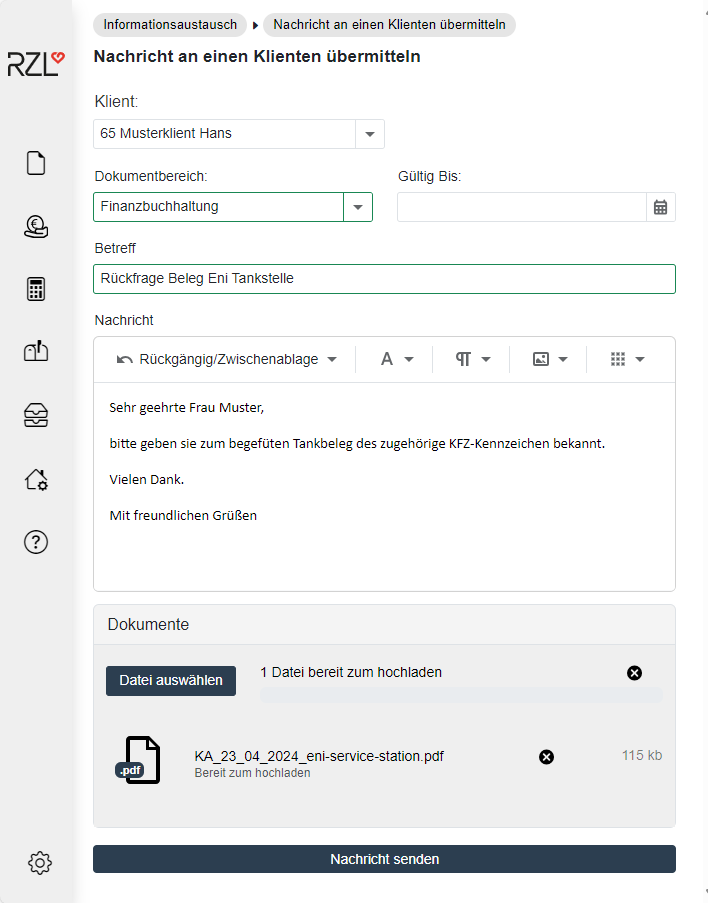 Informationsaustausch Nachricht an einen Klienten übermitteln
RZL
Nachricht an einen Klienten übermitteln
Klient:
65 Musterklient Hans
Dokumentbereich: Gültig Bis:
Finanzbuchhaltung
Betreff
Rückfrage Beleg Eni Tankstelle
Nachricht
Rückgängig/Zwischenablage A
Sehr geehrte Frau Muster,
bitte geben sie zum begefüten Tankbeleg des zugehörige KFZ-Kennzeichen bekannt.
Vielen Dank.
Mit freundlichen Grüßen
Dokumente
Datei auswählen 1 Datei bereit zum hochladen
.pdf KA_23_04_2024_eni-service-station.pdf 115 kb
Bereit zum hochladen
Nachricht senden